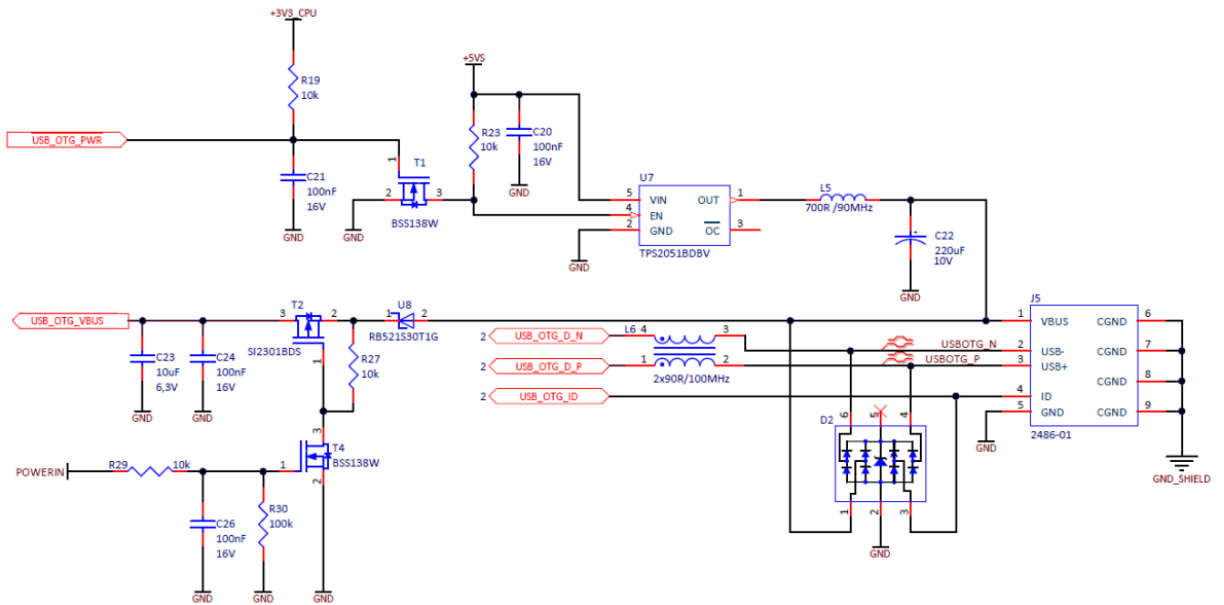 +3V3_CPU
R19
10k
USB_OTG_PWR
C21
100nF
16V
GND
1
T1
2
3
BSS138W
GND
+5VS
R23
10k
C20
100nF
16V
GND
U7
5 VIN OUT 1
4 EN
2 GND OC 3
TPS2051BDBV
GND
L5
700R /90MHz
C22
220uF
10V
GND
USB_OTG_VBUS
T2
3 2
1
SI2301BDS
U8
1 2
RB521S30T1G
C23
10uF
6,3V
GND
C24
100nF
16V
GND
R27
10k
3
T4
1
BSS138W
2
GND
POWERIN
R29 10k
C26
100nF
16V
GND
R30
100k
GND
2 USB_OTG_D_N
L6 4 3
2 USB_OTG_D_P
1 2
2x90R/100MHz
2 USB_OTG_ID
USBOTG_N
USBOTG_P
D2
6 5 4
1 2 3
GND
J5
1 VBUS CGND 6
2 USB- CGND 7
3 USB+
CGND 8
4 ID
5 GND CGND 9
2486-01
GND
GND_SHIELD